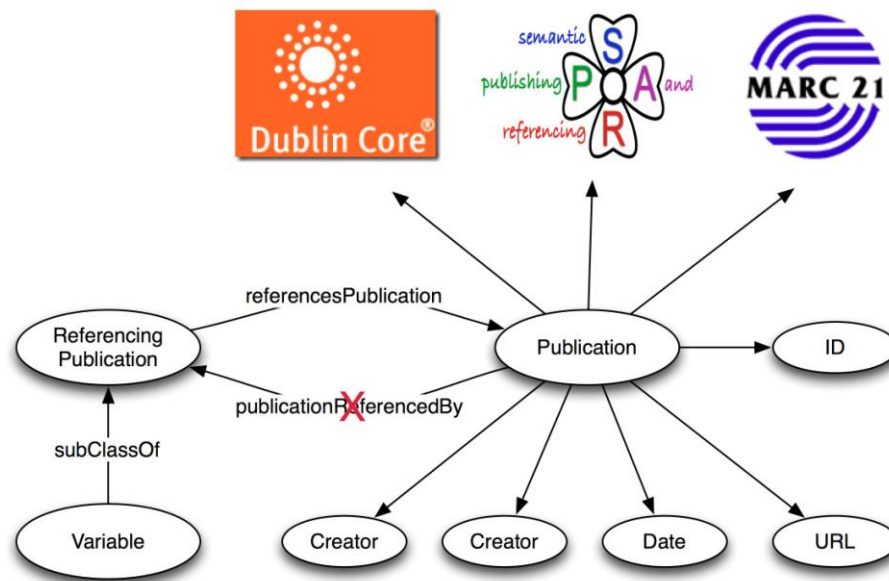 Dublin Core®
semantic
S
publishing
P
A
and
referencing
R
MARC 21
referencesPublication
Referencing
Publication
Publication
ID
publicationReferencedBy
X
subClassOf
Variable
Creator
Creator
Date
URL